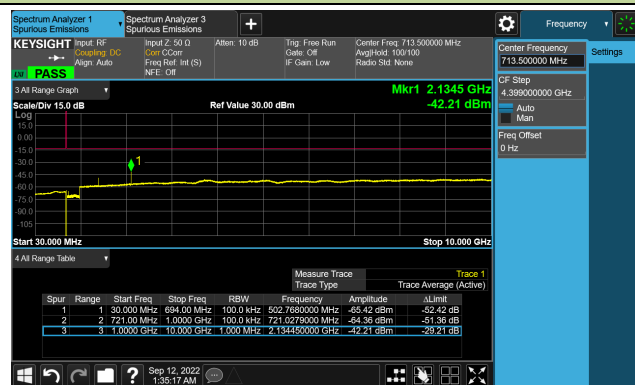 Spectrum Analyzer 1
Spurious Emissions
Spectrum Analyzer 3
Spurious Emissions
Frequency
KEYSIGHT
Input: RF
Coupling: DC
Align: Auto
Input Z: 50 Ω
Corr CCorr
Freq Ref: Int (S)
NFE: Off
Atten: 10 dB
Trig: Free Run
Gate: Off
IF Gain: Low
Center Freq: 713.500000 MHz
Avg|Hold: 100/100
Radio Std: None
LXI PASS
Center Frequency
713.500000 MHz
Settings
CF Step
4.399000000 GHz
Auto
Man
Freq Offset
0 Hz
3 All Range Graph
Mkr1 2.1345 GHz
Scale/Div 15.0 dB
Ref Value 30.00 dBm
-42.21 dBm
Log
15.0
0.00
-15.0
-30.0
-45.0
-60.0
-75.0
-90.0
-105
1
Start 30.000 MHz
Stop 10.000 GHz
4 All Range Table
Measure Trace Trace 1
Trace Type Trace Average (Active)
Spur Range Start Freq Stop Freq RBW Frequency Amplitude ΔLimit
1 1 30.000 MHz 694.00 MHz 100.0 kHz 502.7680000 MHz -65.42 dBm -52.42 dB
2 2 721.00 MHz 1.0000 GHz 100.0 kHz 721.0279000 MHz -64.36 dBm -51.36 dB
3 3 1.0000 GHz 10.000 GHz 1.000 MHz 2.134450000 GHz -42.21 dBm -29.21 dB
Sep 12, 2022
1:35:17 AM